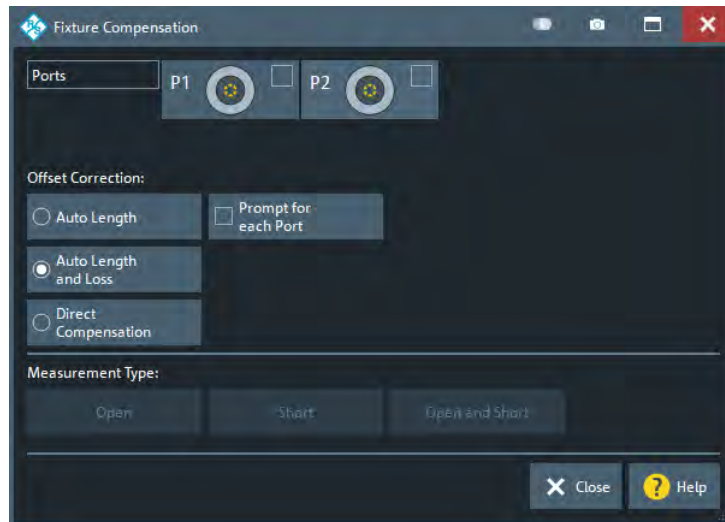 Fixture Compensation
Ports
P1
P2
Offset Correction:
Auto Length
Prompt for
each Port
Auto Length
and Loss
Direct
Compensation
Measurement Type:
Open
Short
Open and Short
Close
? Help